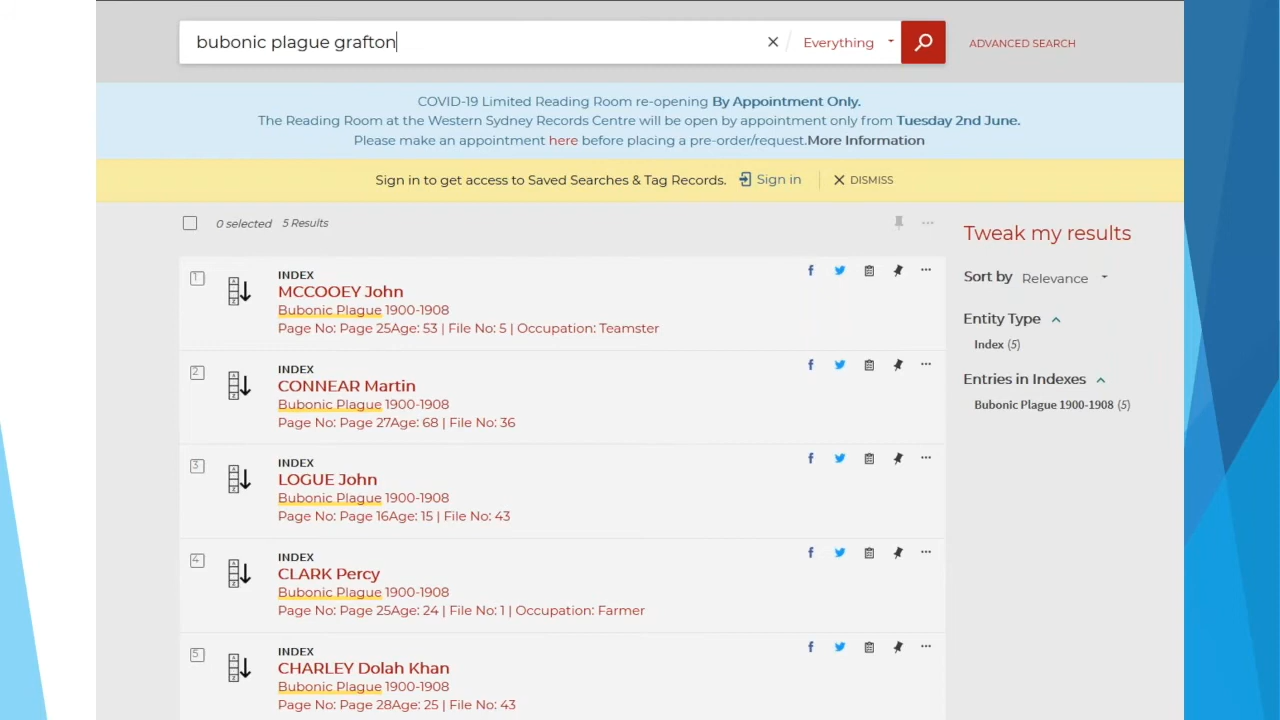 bubonic plague grafton
Everything
ADVANCED SEARCH
COVID-19 Limited Reading Room re-opening By Appointment Only.
The Reading Room at the Western Sydney Records Centre will be open by appointment only from Tuesday 2nd June.
Please make an appointment here before placing a pre-order/request.More Information
Sign in to get access to Saved Searches & Tag Records. Sign in DISMISS
0 selected 5 Results
Tweak my results
Sort by Relevance
Entity Type
Index (5)
Entries in Indexes
Bubonic Plague 1900-1908 (5)
1
INDEX
MCCOOEY John
Bubonic Plague 1900-1908
Page No: Page 25Age: 53 | File No: 5 | Occupation: Teamster
2
INDEX
CONNEAR Martin
Bubonic Plague 1900-1908
Page No: Page 27Age: 68 | File No: 36
3
INDEX
LOGUE John
Bubonic Plague 1900-1908
Page No: Page 16Age: 15 | File No: 43
4
INDEX
CLARK Percy
Bubonic Plague 1900-1908
Page No: Page 25Age: 24 | File No: 1 | Occupation: Farmer
5
INDEX
CHARLEY Dolah Khan
Bubonic Plague 1900-1908
Page No: Page 28Age: 25 | File No: 43